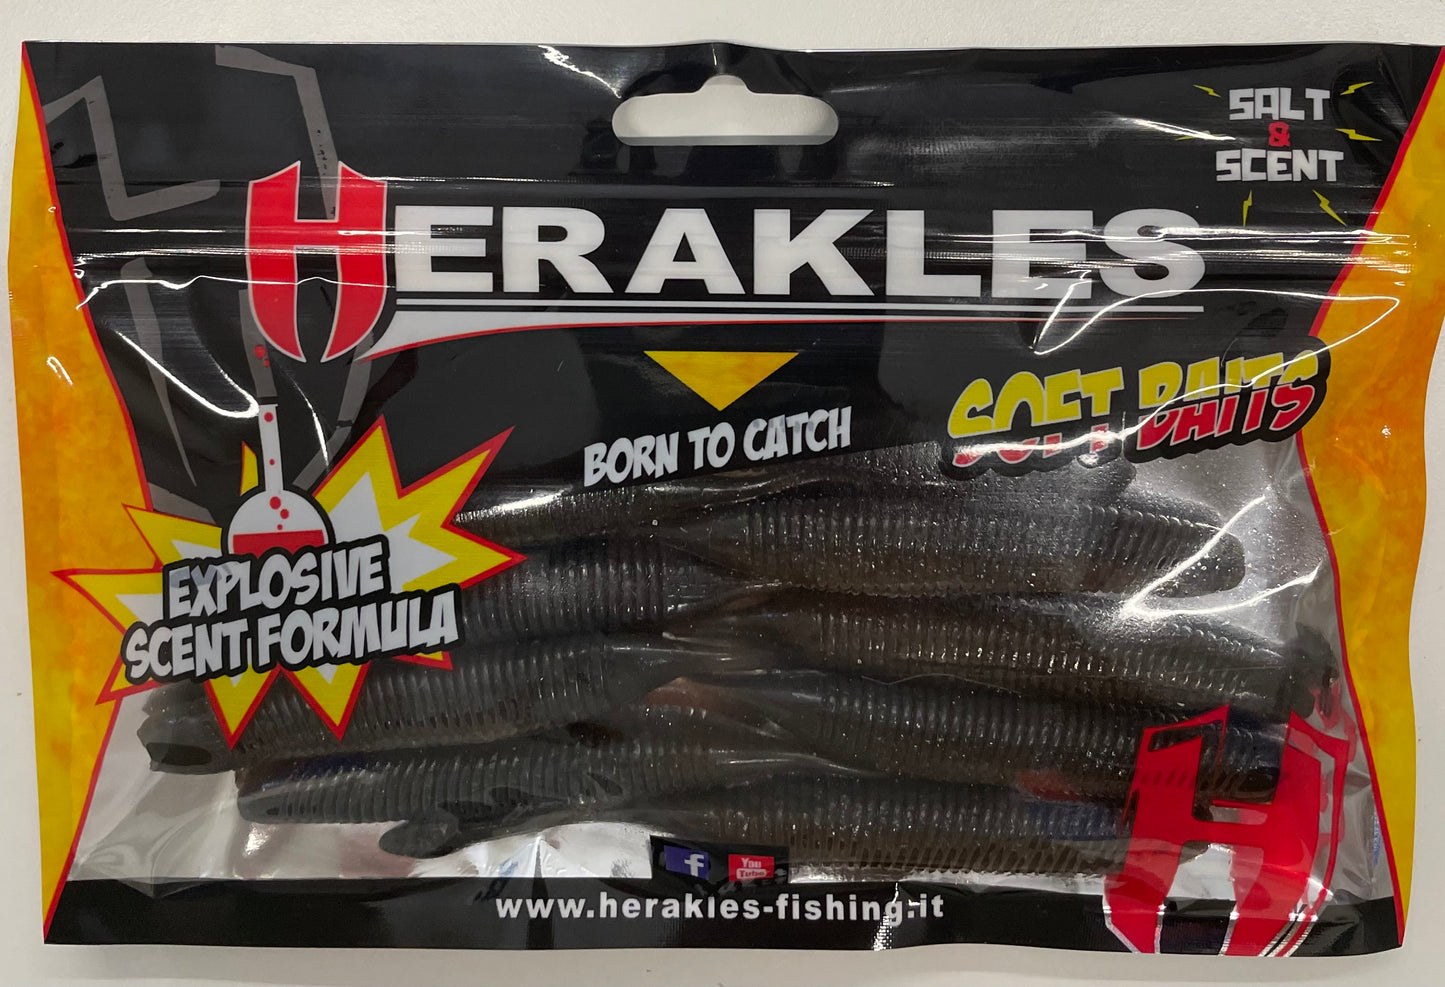 SALT
&
SCENT
HERAKLES
SOFT BAITS
BORN TO CATCH
EXPLOSIVE
SCENT FORMULA
f
You
Tube
www.herakles-fishing.it
H